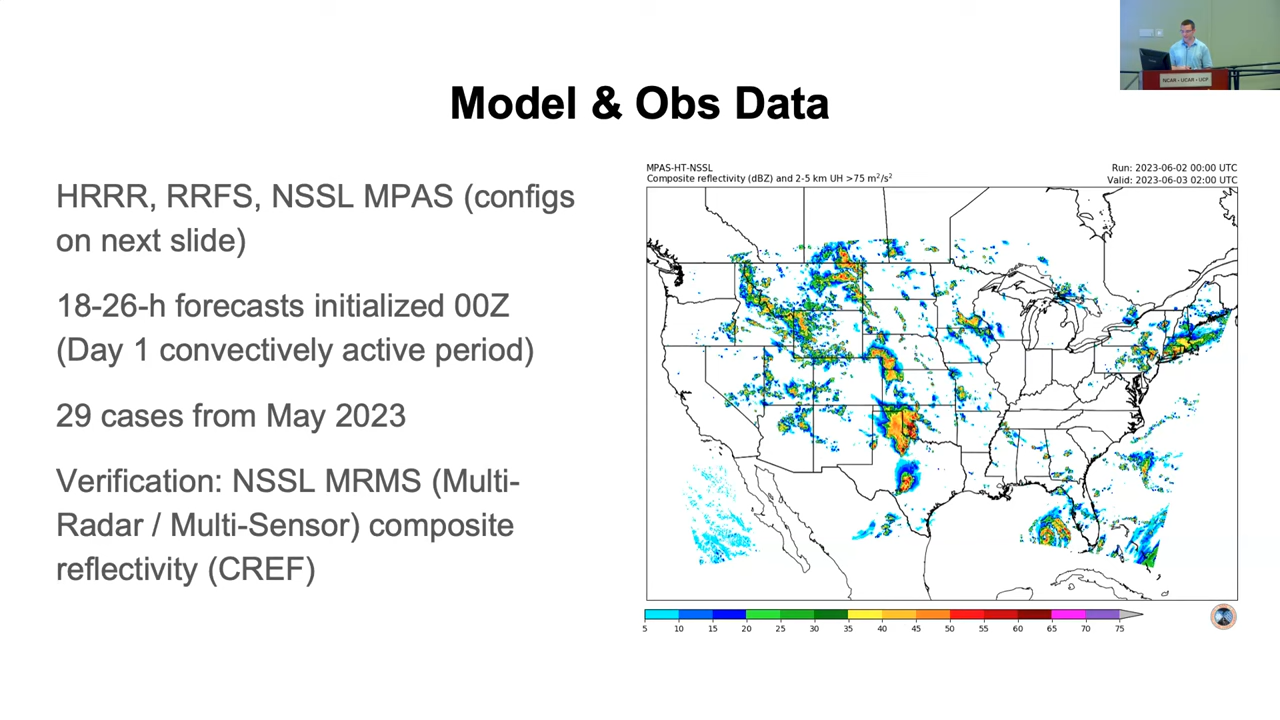 Model & Obs Data
HRRR, RRFS, NSSL MPAS (configs
on next slide)
18-26-h forecasts initialized 00Z
(Day 1 convectively active period)
29 cases from May 2023
Verification: NSSL MRMS (Multi-
Radar / Multi-Sensor) composite
reflectivity (CREF)
MPAS-HT-NSSL
Composite reflectivity (dBZ) and 2-5 km UH >75 m²/s²
Run: 2023-06-02 00:00 UTC
Valid: 2023-06-03 02:00 UTC
5 10 15 20 25 30 35 40 45 50 55 60 65 70 75
NCAR • UCAR • UCP